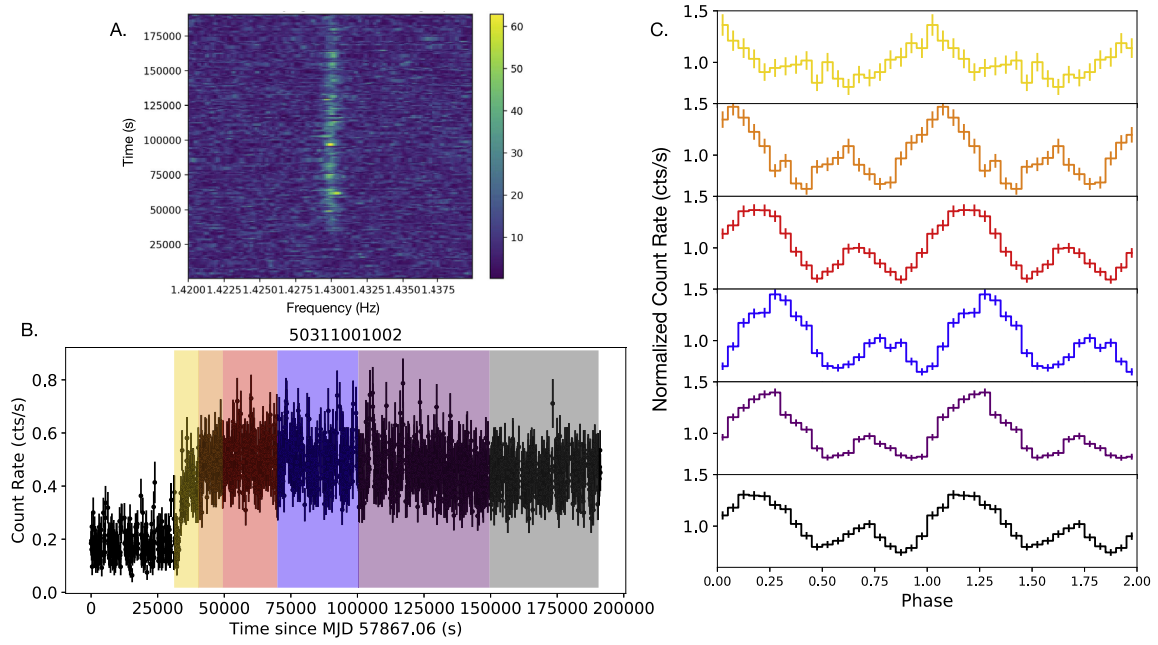 A.
175000
150000
125000
100000
75000
50000
25000
Time (s)
1.4200 1.4225 1.4250 1.4275 1.4300 1.4325 1.4350 1.4375
Frequency (Hz)
60
50
40
30
20
10
B.
50311001002
0.8
0.6
0.4
0.2
0.0
Count Rate (cts/s)
0 25000 50000 75000 100000 125000 150000 175000 200000
Time since MJD 57867.06 (s)
C.
1.5
1.0
1.5
1.0
1.5
1.0
1.5
1.0
1.5
1.0
1.5
1.0
Normalized Count Rate (cts/s)
0.00 0.25 0.50 0.75 1.00 1.25 1.50 1.75 2.00
Phase